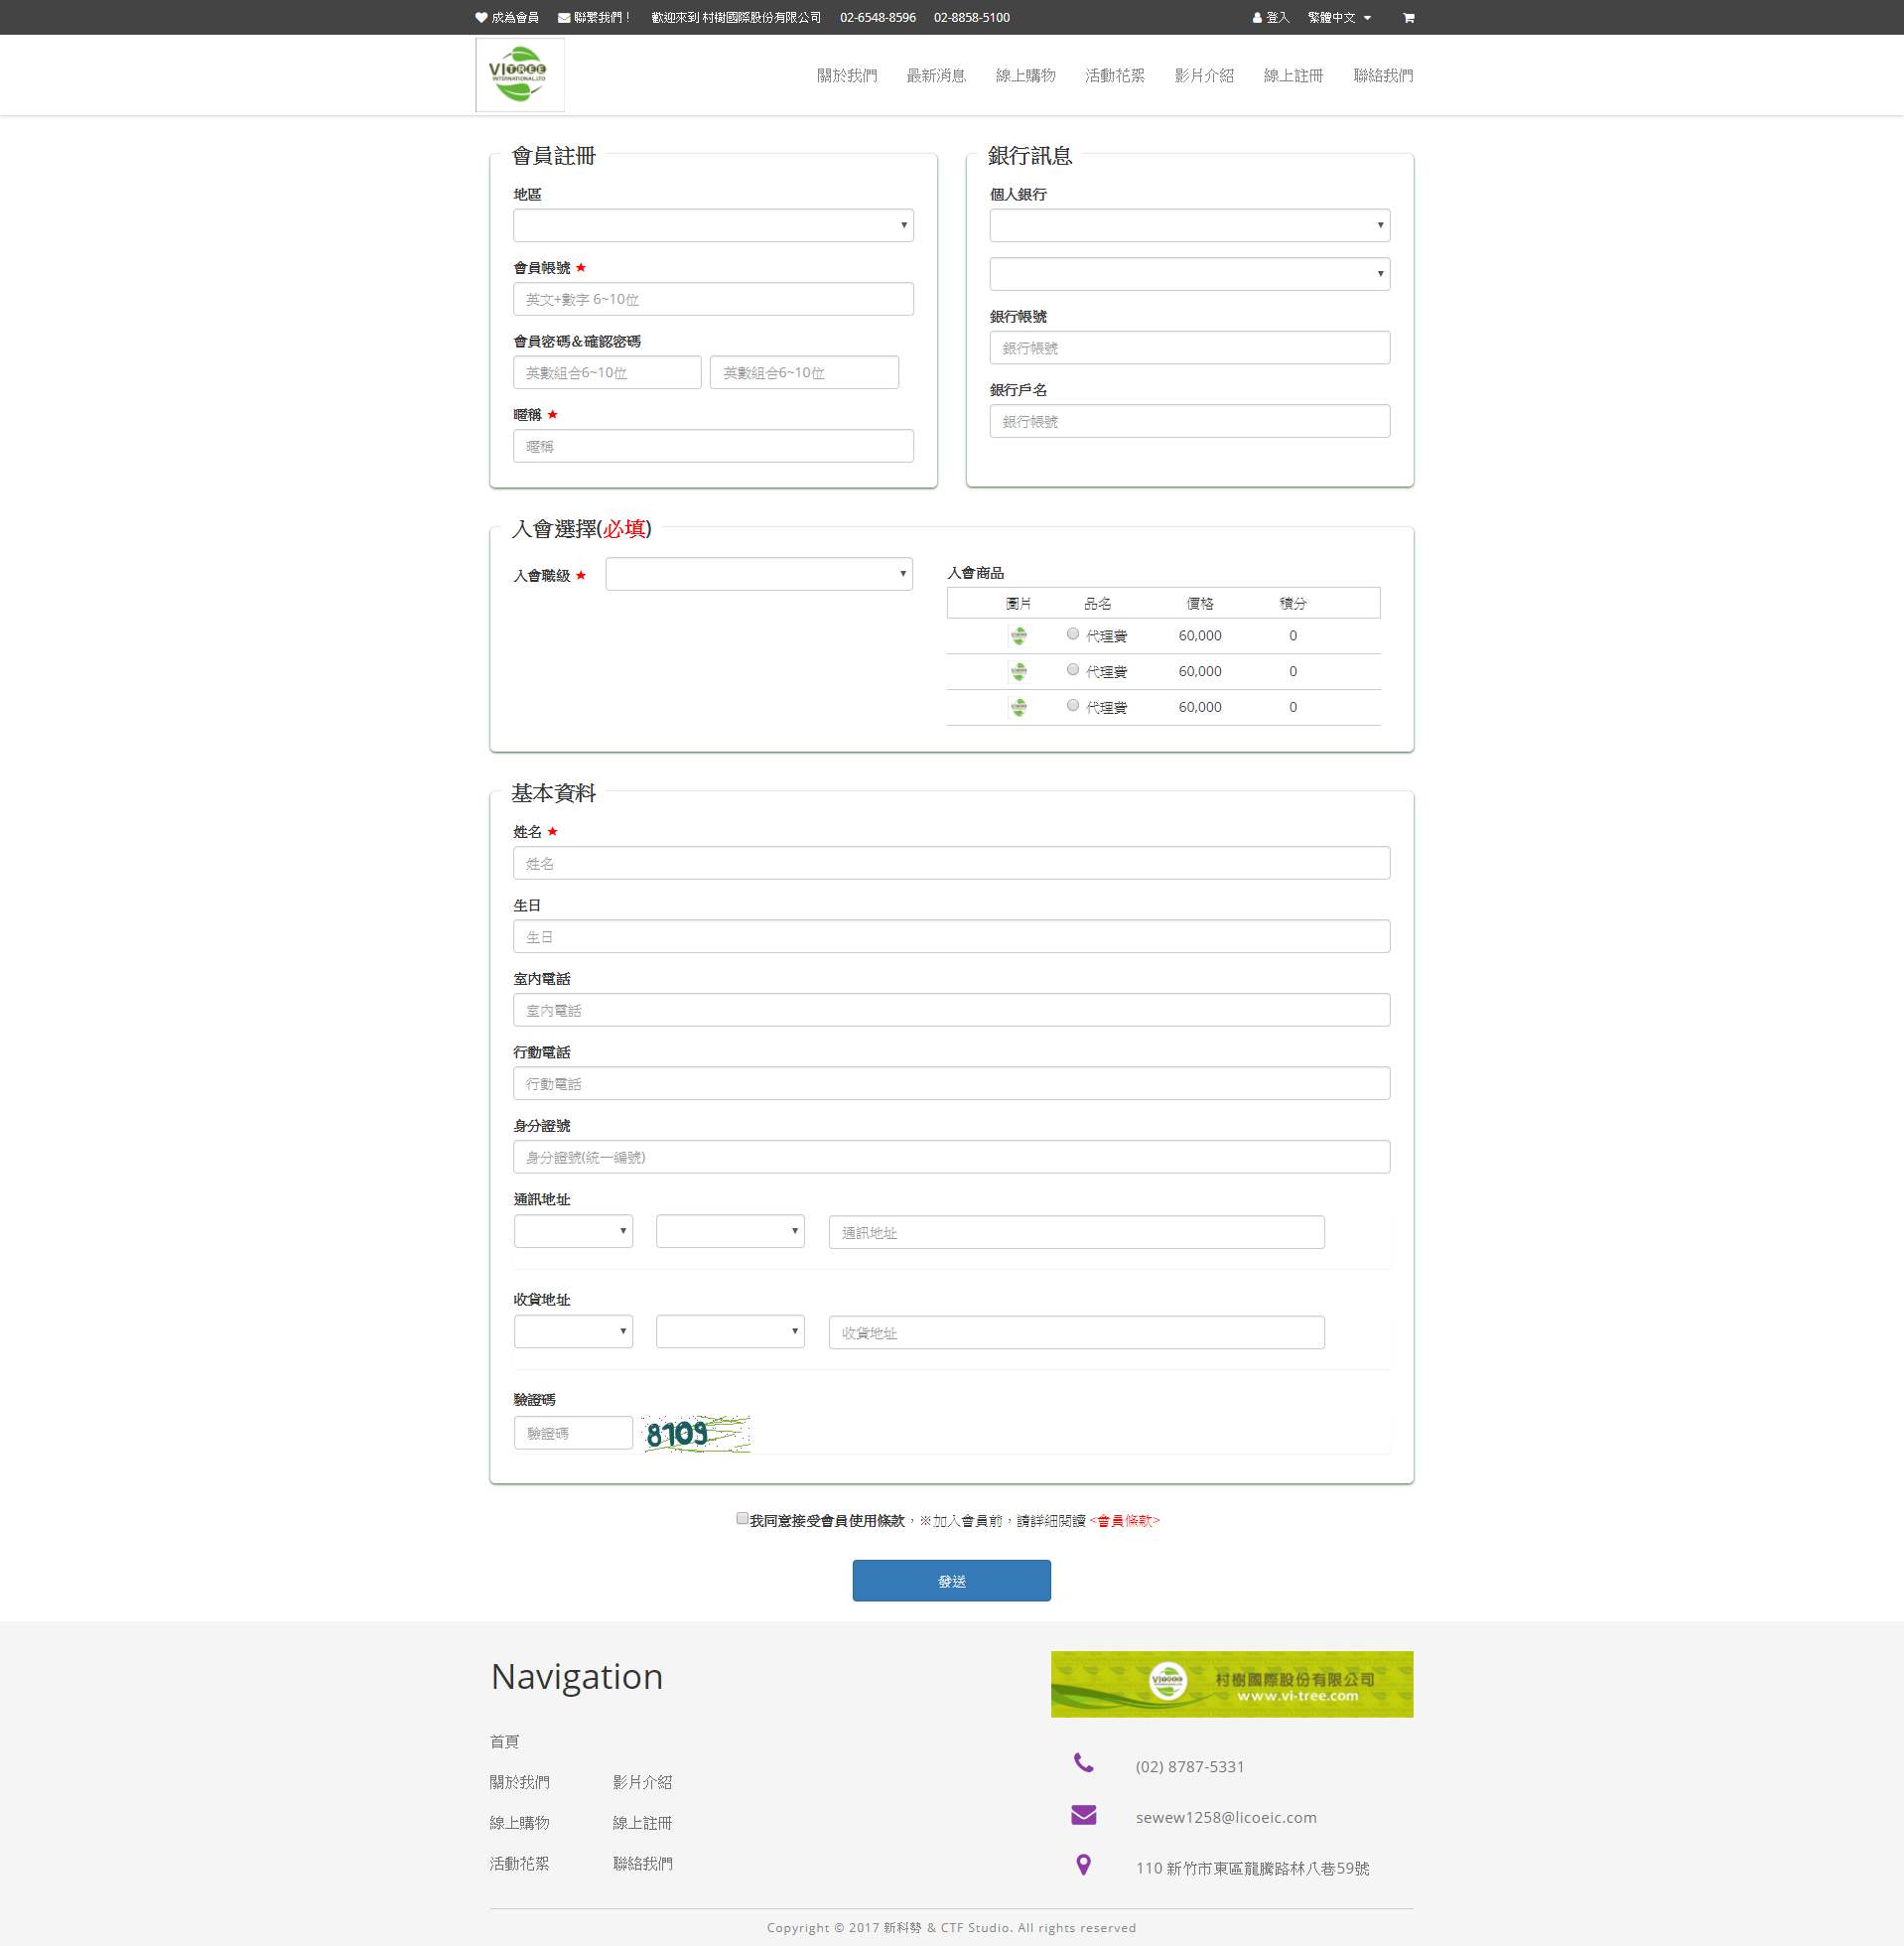 成為會員 聯繫我們！ 歡迎來到 村樹國際股份有限公司 02-6548-8596 02-8858-5100 登入 繁體中文
VITREE
INTERNATIONAL,LTD
關於我們 最新消息 線上購物 活動花絮 影片介紹 線上註冊 聯絡我們
會員註冊
地區
會員帳號 ★
英文+數字 6~10位
會員密碼＆確認密碼
英數組合6~10位 英數組合6~10位
暱稱 ★
暱稱
銀行訊息
個人銀行
銀行帳號
銀行帳號
銀行戶名
銀行帳號
入會選擇(必填)
入會職級 ★
入會商品
圖片 品名 價格 積分
代理費 60,000 0
代理費 60,000 0
代理費 60,000 0
基本資料
姓名 ★
姓名
生日
生日
室內電話
室內電話
行動電話
行動電話
身分證號
身分證號(統一編號)
通訊地址
通訊地址
收貨地址
收貨地址
驗證碼
驗證碼 8109
我同意接受會員使用條款，※加入會員前，請詳細閱讀 <會員條款>
發送
Navigation
首頁
關於我們 影片介紹
線上購物 線上註冊
活動花絮 聯絡我們
VITREE 村樹國際股份有限公司
www.vi-tree.com
(02) 8787-5331
sewew1258@licoeic.com
110 新竹市東區龍騰路林八巷59號
Copyright © 2017 新科勢 & CTF Studio. All rights reserved